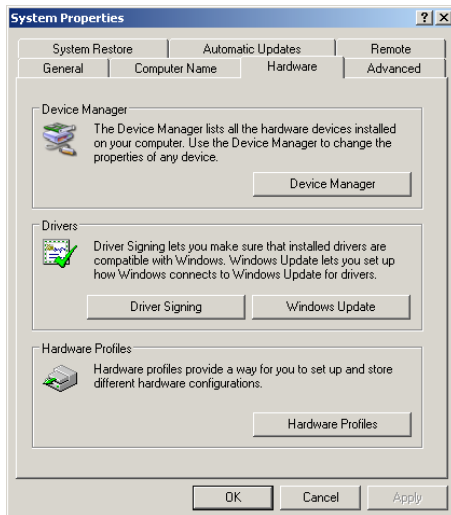 System Properties
System Restore Automatic Updates Remote
General Computer Name Hardware Advanced
Device Manager
The Device Manager lists all the hardware devices installed
on your computer. Use the Device Manager to change the
properties of any device.
Device Manager
Drivers
Driver Signing lets you make sure that installed drivers are
compatible with Windows. Windows Update lets you set up
how Windows connects to Windows Update for drivers.
Driver Signing Windows Update
Hardware Profiles
Hardware profiles provide a way for you to set up and store
different hardware configurations.
Hardware Profiles
OK Cancel Apply